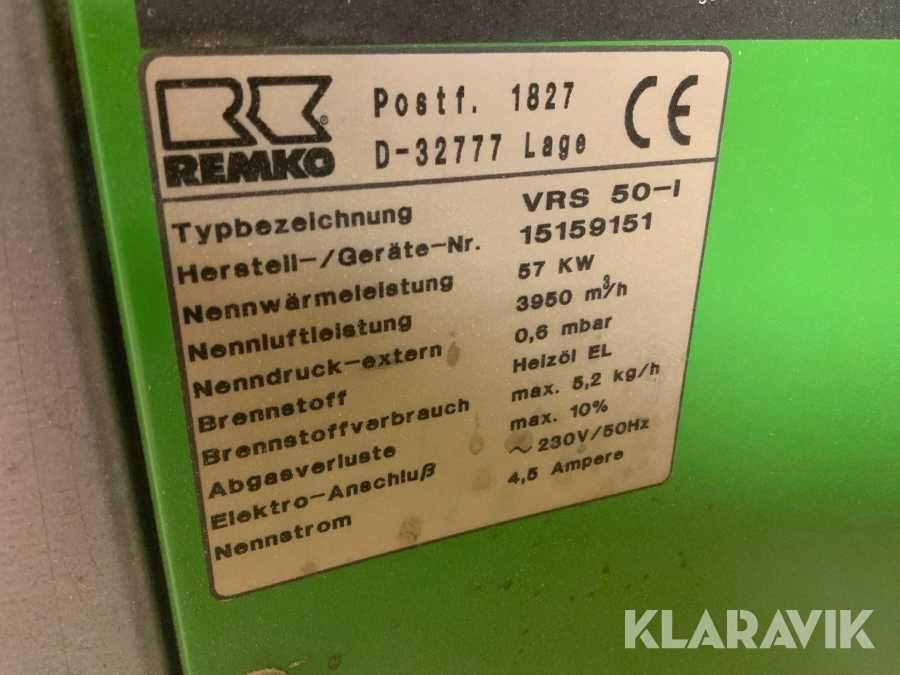 REMKO
Postf. 1827
D-32777 Lage
CE
Typbezeichnung VRS 50-I
Herstell-/Geräte-Nr. 15159151
Nennwärmeleistung 57 KW
Nennluftleistung 3950 m³/h
Nenndruck-extern 0,6 mbar
Brennstoff Heizöl EL
Brennstoffverbrauch max. 5,2 kg/h
Abgasverluste max. 10%
Elektro-Anschluß ~230V/50Hz
Nennstrom 4,5 Ampere
KLARAVIK